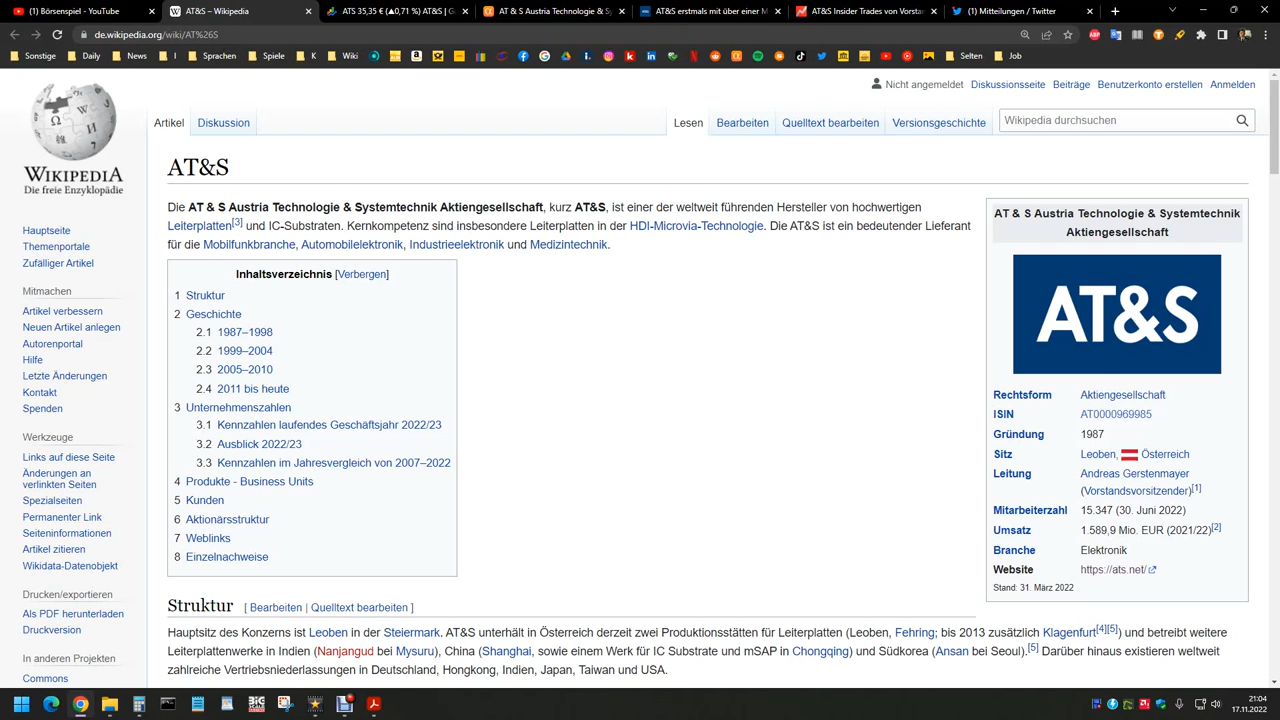 (1) Börsenspiel - YouTube
AT&S – Wikipedia
ATS 35,35 € (▲0,71 %) AT&S | G
AT & S Austria Technologie & Sy
AT&S erstmals mit über einer M
AT&S Insider Trades von Vorstan
(1) Mitteilungen / Twitter
de.wikipedia.org/wiki/AT%26S
Sonstige
Daily
News
I
Sprachen
Spiele
K
Wiki
Selten
Job
Nicht angemeldet
Diskussionsseite
Beiträge
Benutzerkonto erstellen
Anmelden
WIKIPEDIA
Die freie Enzyklopädie
Artikel
Diskussion
Lesen
Bearbeiten
Quelltext bearbeiten
Versionsgeschichte
Wikipedia durchsuchen
Hauptseite
Themenportale
Zufälliger Artikel
Mitmachen
Artikel verbessern
Neuen Artikel anlegen
Autorenportal
Hilfe
Letzte Änderungen
Kontakt
Spenden
Werkzeuge
Links auf diese Seite
Änderungen an
verlinkten Seiten
Spezialseiten
Permanenter Link
Seiteninformationen
Artikel zitieren
Wikidata-Datenobjekt
Drucken/exportieren
Als PDF herunterladen
Druckversion
In anderen Projekten
Commons
AT&S
Die AT & S Austria Technologie & Systemtechnik Aktiengesellschaft, kurz AT&S, ist einer der weltweit führenden Hersteller von hochwertigen
Leiterplatten[3] und IC-Substraten. Kernkompetenz sind insbesondere Leiterplatten in der HDI-Microvia-Technologie. Die AT&S ist ein bedeutender Lieferant
für die Mobilfunkbranche, Automobilelektronik, Industrieelektronik und Medizintechnik.
Inhaltsverzeichnis [Verbergen]
1 Struktur
2 Geschichte
2.1 1987–1998
2.2 1999–2004
2.3 2005–2010
2.4 2011 bis heute
3 Unternehmenszahlen
3.1 Kennzahlen laufendes Geschäftsjahr 2022/23
3.2 Ausblick 2022/23
3.3 Kennzahlen im Jahresvergleich von 2007–2022
4 Produkte - Business Units
5 Kunden
6 Aktionärsstruktur
7 Weblinks
8 Einzelnachweise
AT & S Austria Technologie & Systemtechnik
Aktiengesellschaft
AT&S
Rechtsform Aktiengesellschaft
ISIN AT0000969985
Gründung 1987
Sitz Leoben, Österreich
Leitung Andreas Gerstenmayer
(Vorstandsvorsitzender)[1]
Mitarbeiterzahl 15.347 (30. Juni 2022)
Umsatz 1.589,9 Mio. EUR (2021/22)[2]
Branche Elektronik
Website https://ats.net/
Stand: 31. März 2022
Struktur [ Bearbeiten | Quelltext bearbeiten ]
Hauptsitz des Konzerns ist Leoben in der Steiermark. AT&S unterhält in Österreich derzeit zwei Produktionsstätten für Leiterplatten (Leoben, Fehring; bis 2013 zusätzlich Klagenfurt[4][5]) und betreibt weitere
Leiterplattenwerke in Indien (Nanjangud bei Mysuru), China (Shanghai, sowie einem Werk für IC Substrate und mSAP in Chongqing) und Südkorea (Ansan bei Seoul).[5] Darüber hinaus existieren weltweit
zahlreiche Vertriebsniederlassungen in Deutschland, Hongkong, Indien, Japan, Taiwan und USA.
21:04
17.11.2022